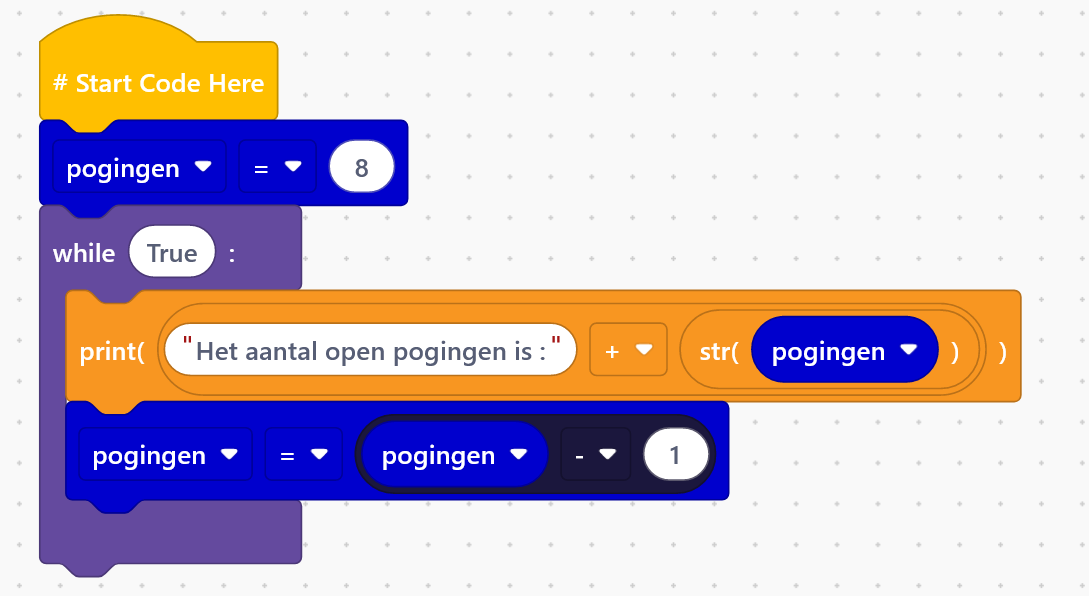 # Start Code Here
pogingen = 8
while True :
print( "Het aantal open pogingen is : " + str( pogingen ) )
pogingen = pogingen - 1